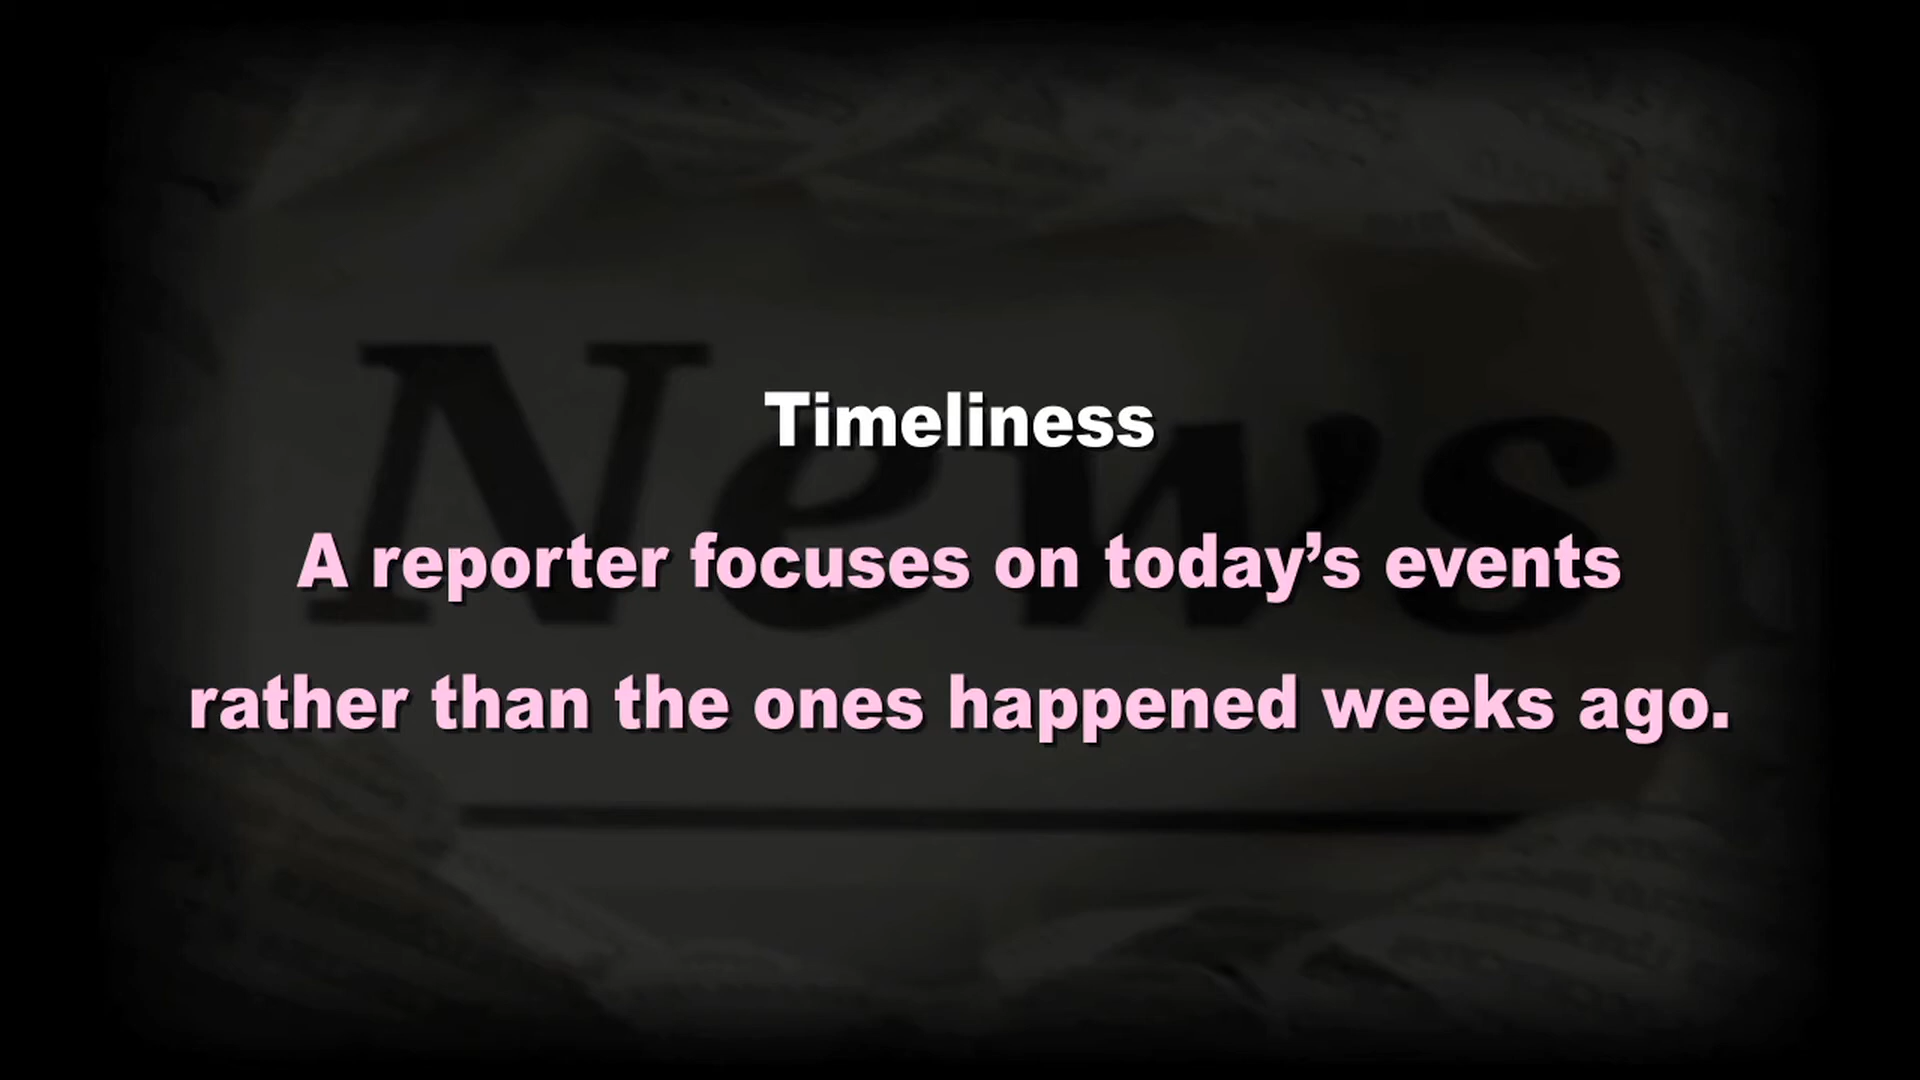 News
Timeliness
A reporter focuses on today’s events
rather than the ones happened weeks ago.